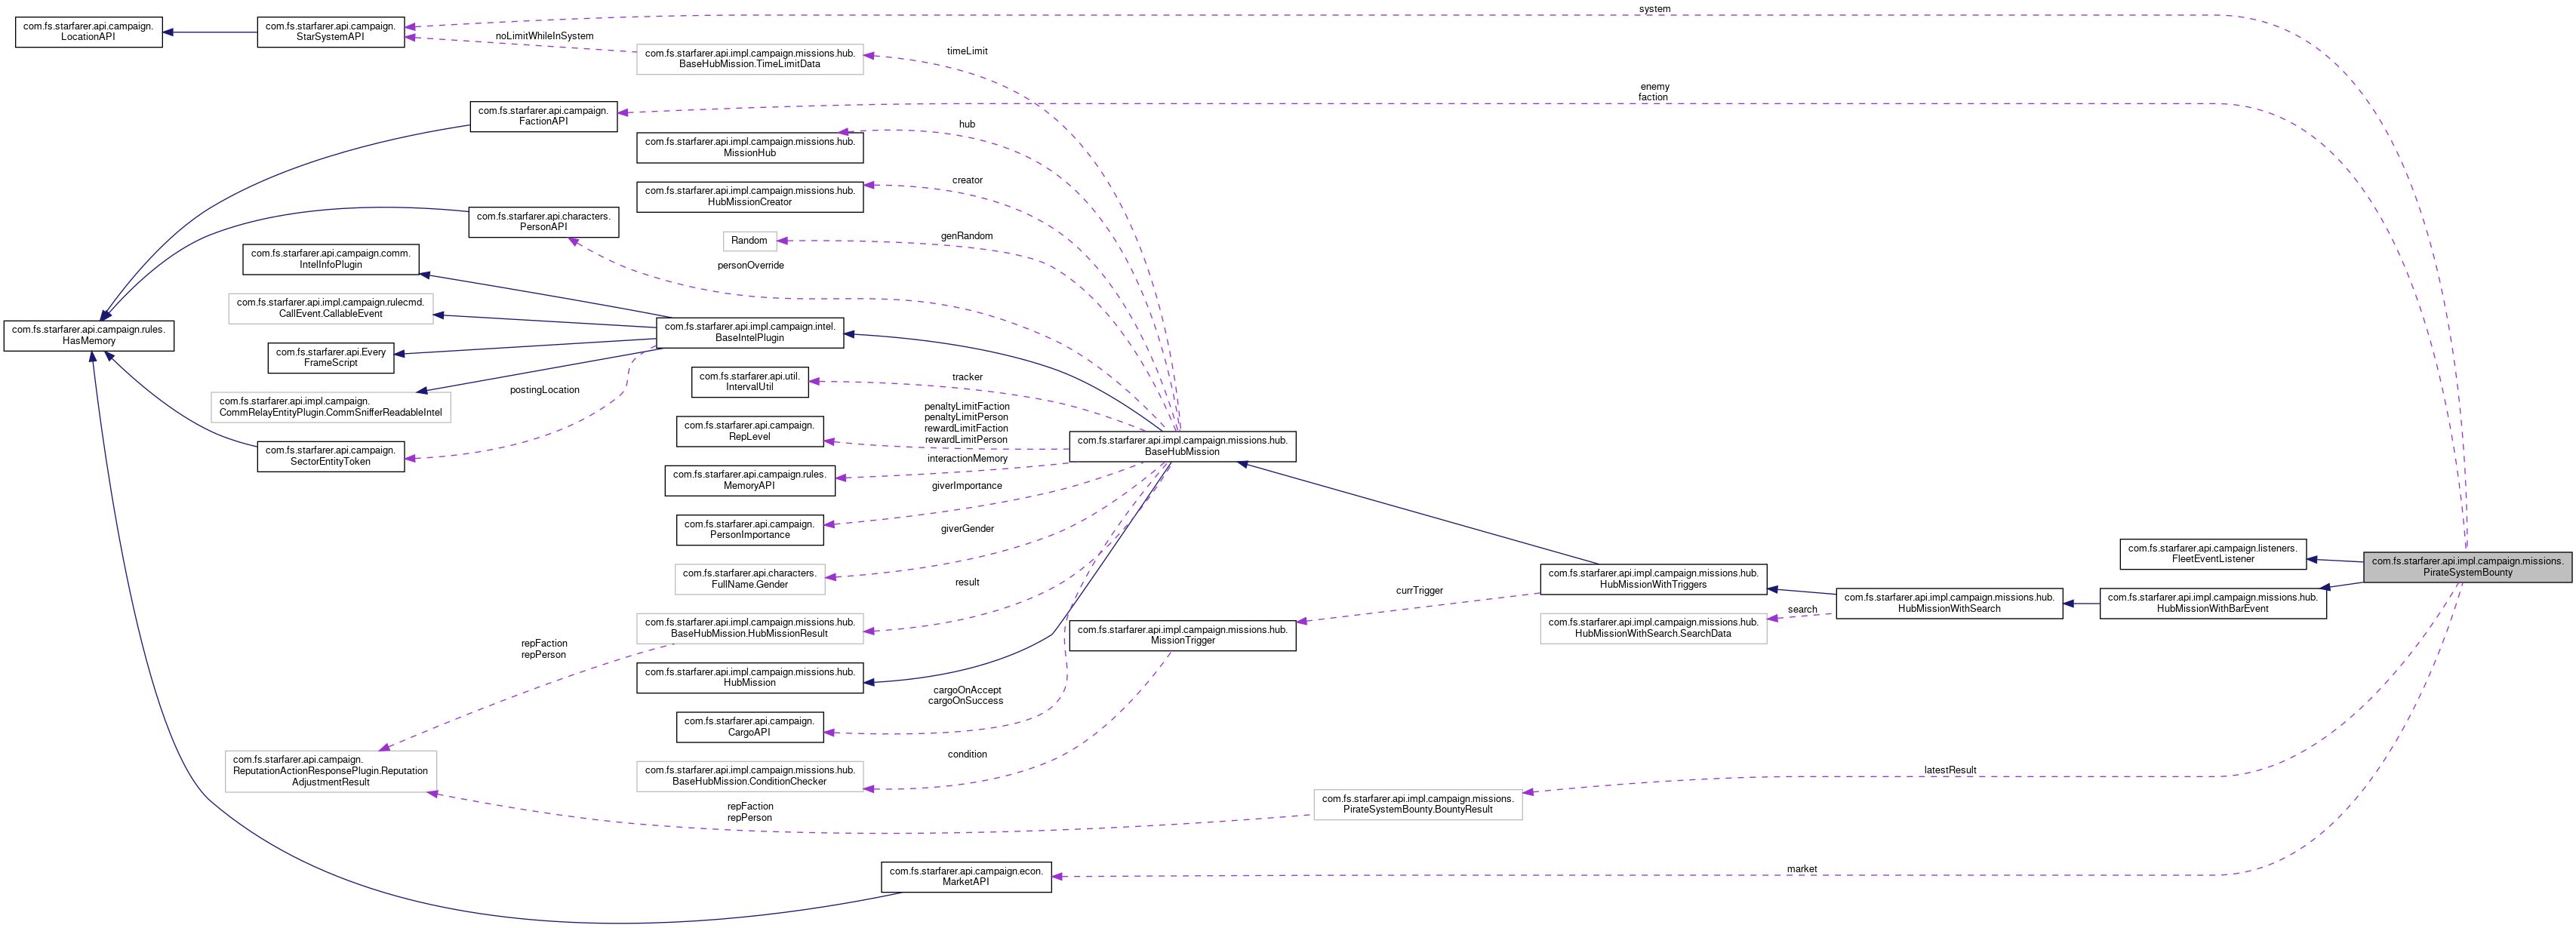 system
com.fs.starfarer.api.campaign.
LocationAPI
com.fs.starfarer.api.campaign.
StarSystemAPI
noLimitWhileInSystem
com.fs.starfarer.api.impl.campaign.missions.hub.
BaseHubMission.TimeLimitData
timeLimit
enemy
faction
com.fs.starfarer.api.campaign.
FactionAPI
hub
com.fs.starfarer.api.impl.campaign.missions.hub.
MissionHub
creator
com.fs.starfarer.api.impl.campaign.missions.hub.
HubMissionCreator
com.fs.starfarer.api.characters.
PersonAPI
Random
genRandom
personOverride
com.fs.starfarer.api.campaign.comm.
IntelInfoPlugin
com.fs.starfarer.api.impl.campaign.rulecmd.
CallEvent.CallableEvent
com.fs.starfarer.api.campaign.rules.
HasMemory
com.fs.starfarer.api.impl.campaign.intel.
BaseIntelPlugin
com.fs.starfarer.api.Every
FrameScript
com.fs.starfarer.api.impl.campaign.
CommRelayEntityPlugin.CommSnifferReadableIntel
postingLocation
com.fs.starfarer.api.util.
IntervalUtil
tracker
penaltyLimitFaction
penaltyLimitPerson
rewardLimitFaction
rewardLimitPerson
com.fs.starfarer.api.campaign.
RepLevel
com.fs.starfarer.api.campaign.
SectorEntityToken
com.fs.starfarer.api.impl.campaign.missions.hub.
BaseHubMission
interactionMemory
com.fs.starfarer.api.campaign.rules.
MemoryAPI
giverImportance
com.fs.starfarer.api.campaign.
PersonImportance
giverGender
com.fs.starfarer.api.characters.
FullName.Gender
com.fs.starfarer.api.campaign.listeners.
FleetEventListener
com.fs.starfarer.api.impl.campaign.missions.
PirateSystemBounty
result
com.fs.starfarer.api.impl.campaign.missions.hub.
HubMissionWithTriggers
currTrigger
com.fs.starfarer.api.impl.campaign.missions.hub.
HubMissionWithSearch
com.fs.starfarer.api.impl.campaign.missions.hub.
HubMissionWithBarEvent
search
com.fs.starfarer.api.impl.campaign.missions.hub.
BaseHubMission.HubMissionResult
com.fs.starfarer.api.impl.campaign.missions.hub.
MissionTrigger
com.fs.starfarer.api.impl.campaign.missions.hub.
HubMissionWithSearch.SearchData
repFaction
repPerson
com.fs.starfarer.api.impl.campaign.missions.hub.
HubMission
cargoOnAccept
cargoOnSuccess
com.fs.starfarer.api.campaign.
CargoAPI
com.fs.starfarer.api.campaign.
ReputationActionResponsePlugin.Reputation
AdjustmentResult
condition
com.fs.starfarer.api.impl.campaign.missions.hub.
BaseHubMission.ConditionChecker
latestResult
repFaction
repPerson
com.fs.starfarer.api.impl.campaign.missions.
PirateSystemBounty.BountyResult
com.fs.starfarer.api.campaign.econ.
MarketAPI
market